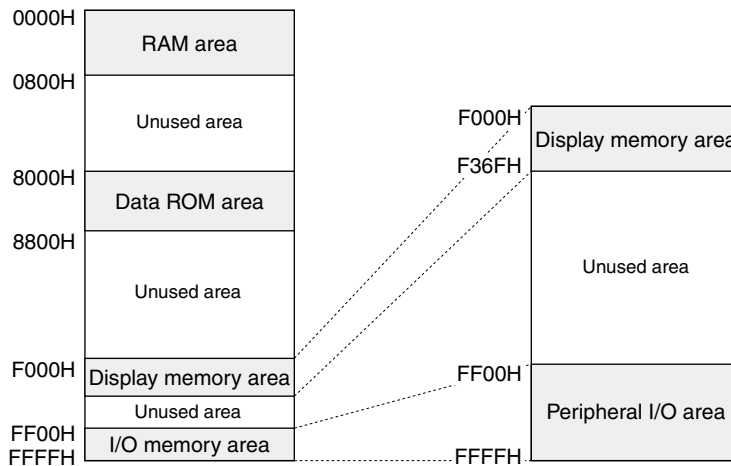 0000H
RAM area
0800H
Unused area
8000H
Data ROM area
8800H
Unused area
F000H
Display memory area
Unused area
FF00H
I/O memory area
FFFFH
F000H
Display memory area
F36FH
Unused area
FF00H
Peripheral I/O area
FFFFH